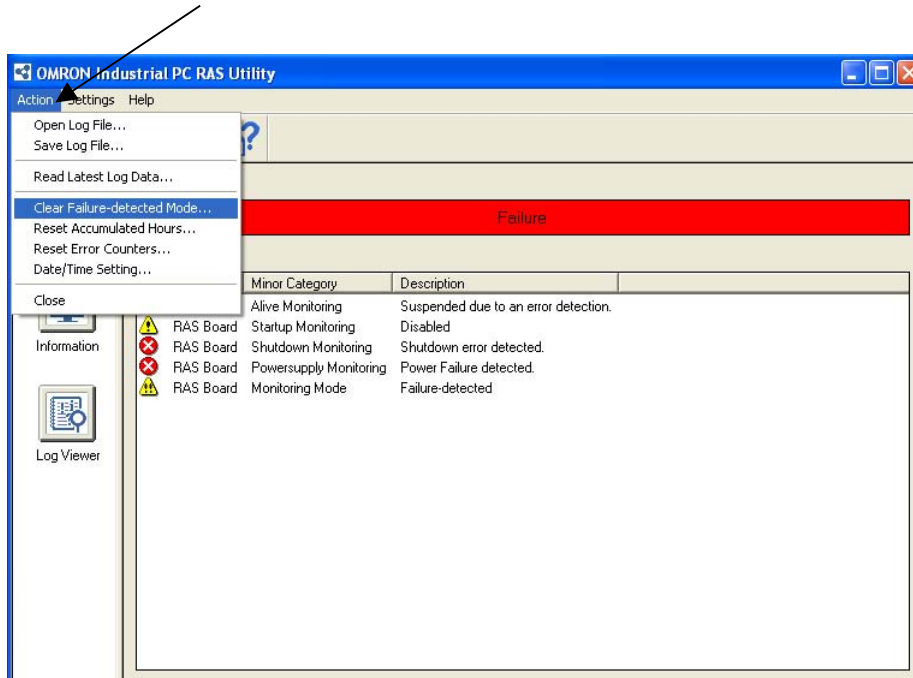 OMRON Industrial PC RAS Utility
Action Settings Help
Open Log File...
Save Log File...
Read Latest Log Data...
Clear Failure-detected Mode...
Reset Accumulated Hours...
Reset Error Counters...
Date/Time Setting...
Close
Failure
Minor Category Description
Alive Monitoring Suspended due to an error detection.
RAS Board Startup Monitoring Disabled
RAS Board Shutdown Monitoring Shutdown error detected.
RAS Board Powersupply Monitoring Power Failure detected.
RAS Board Monitoring Mode Failure-detected
Information
Log Viewer